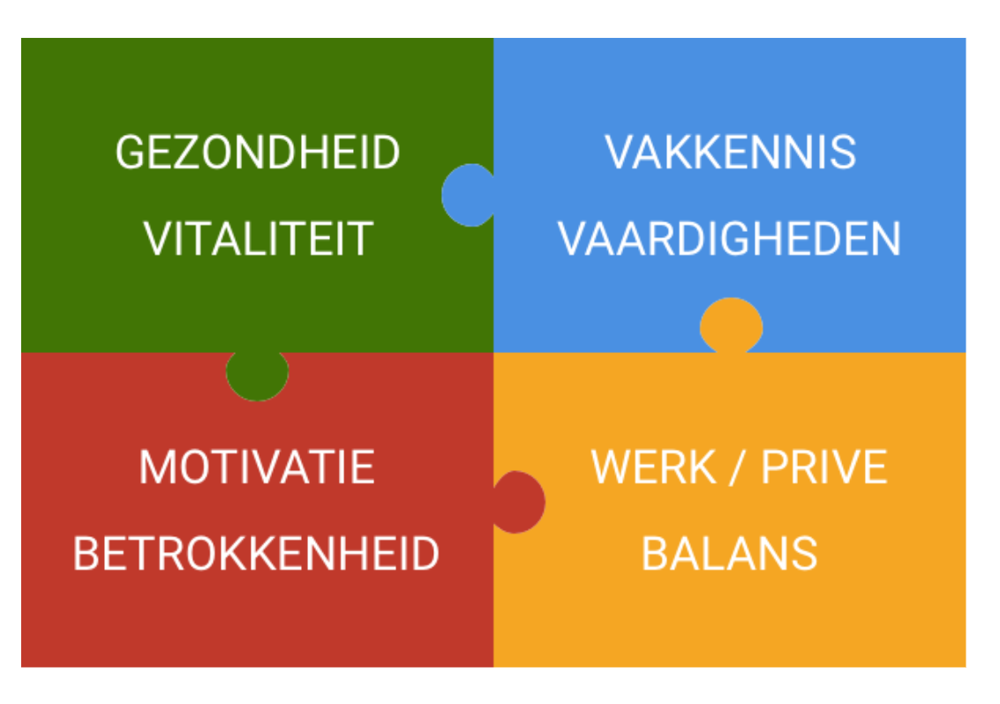 GEZONDHEID
VITALITEIT
VAKKENNIS
VAARDIGHEDEN
MOTIVATIE
BETROKKENHEID
WERK / PRIVE
BALANS